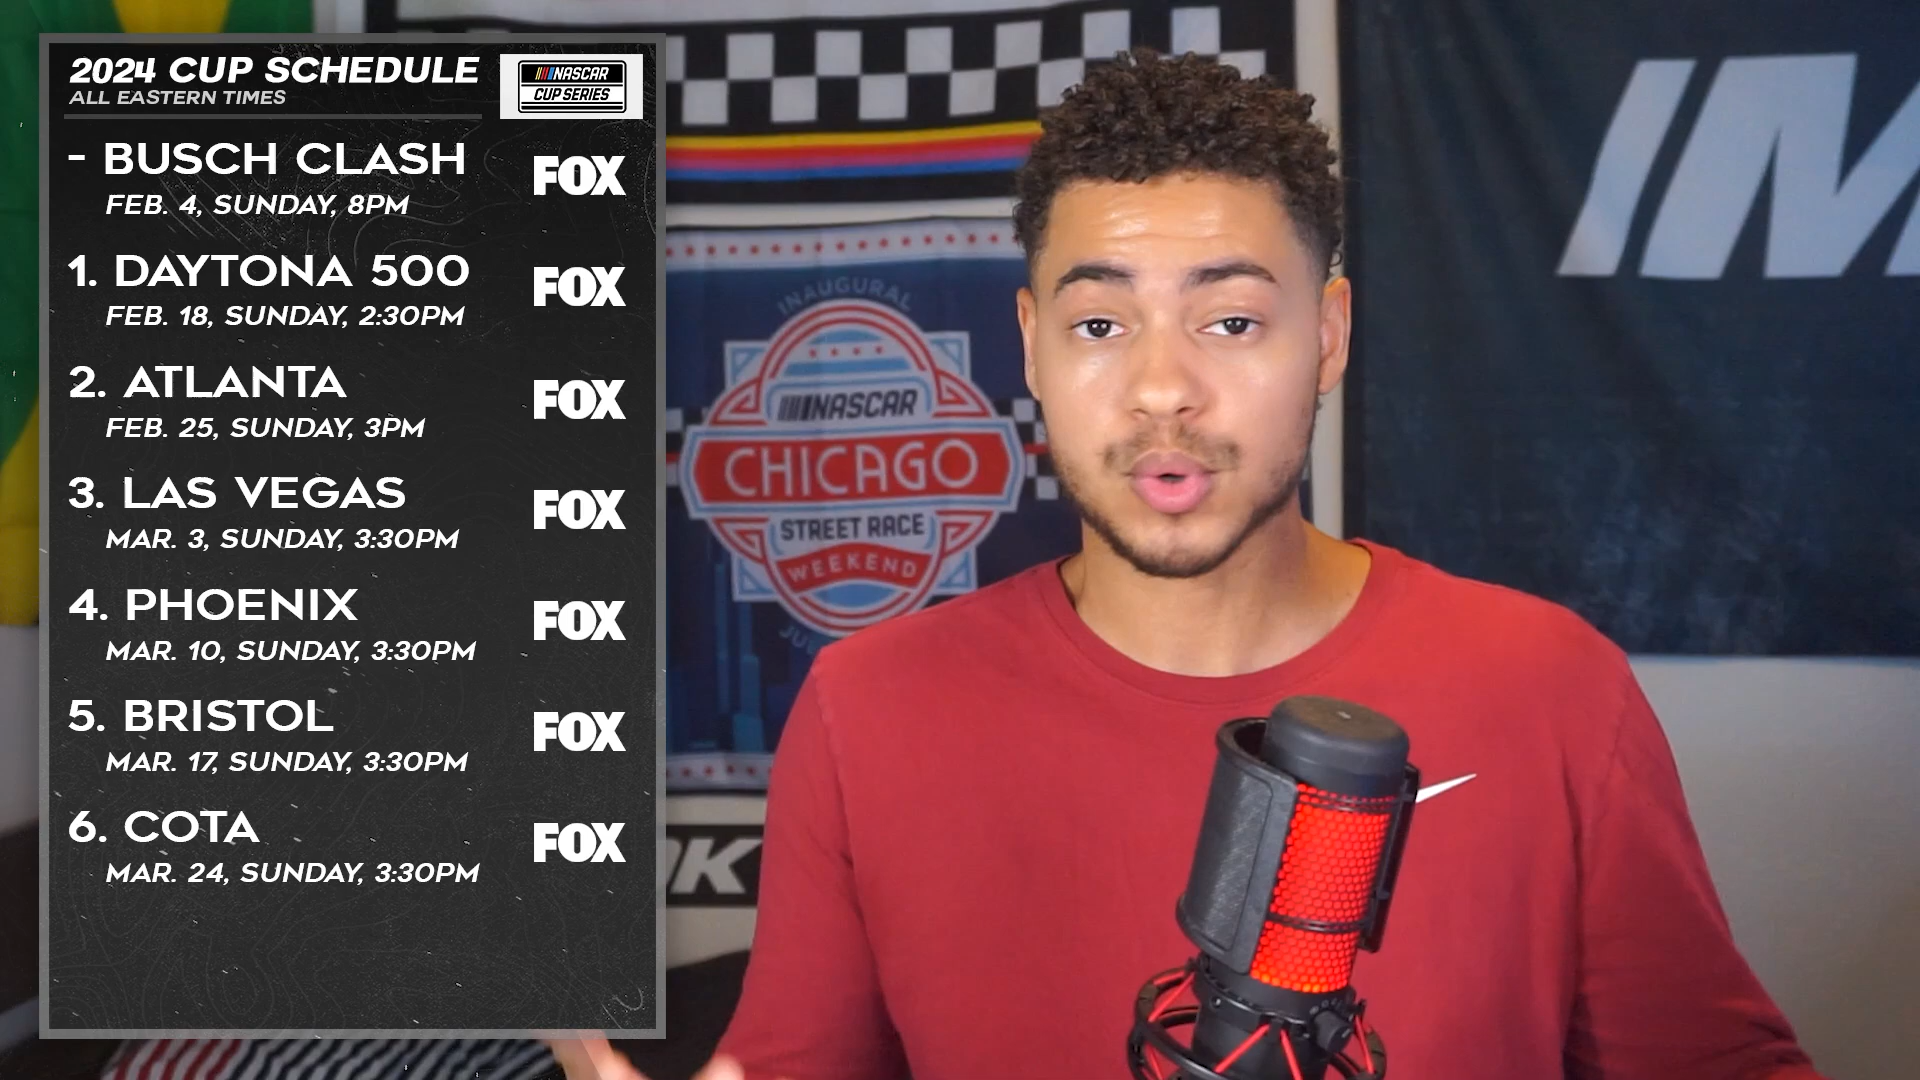 2024 CUP SCHEDULE
ALL EASTERN TIMES
NASCAR
CUP SERIES
- BUSCH CLASH
FEB. 4, SUNDAY, 8PM
FOX
1. DAYTONA 500
FEB. 18, SUNDAY, 2:30PM
FOX
2. ATLANTA
FEB. 25, SUNDAY, 3PM
FOX
3. LAS VEGAS
MAR. 3, SUNDAY, 3:30PM
FOX
4. PHOENIX
MAR. 10, SUNDAY, 3:30PM
FOX
5. BRISTOL
MAR. 17, SUNDAY, 3:30PM
FOX
6. COTA
MAR. 24, SUNDAY, 3:30PM
FOX
INAUGURAL
NASCAR
CHICAGO
STREET RACE
WEEKEND
IM